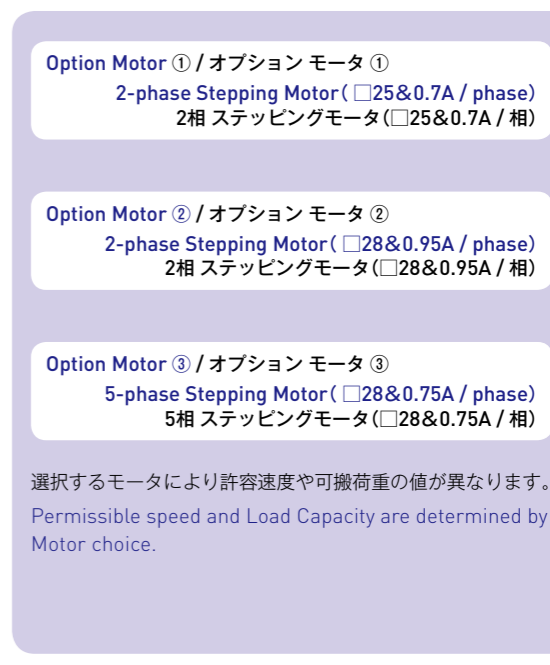 Option Motor ① / オプション モータ ①
2-phase Stepping Motor( □25&0.7A / phase)
2相 ステッピングモータ(□25&0.7A / 相)
Option Motor ② / オプション モータ ②
2-phase Stepping Motor( □28&0.95A / phase)
2相 ステッピングモータ(□28&0.95A / 相)
Option Motor ③ / オプション モータ ③
5-phase Stepping Motor( □28&0.75A / phase)
5相 ステッピングモータ(□28&0.75A / 相)
選択するモータにより許容速度や可搬荷重の値が異なります。
Permissible speed and Load Capacity are determined by
Motor choice.